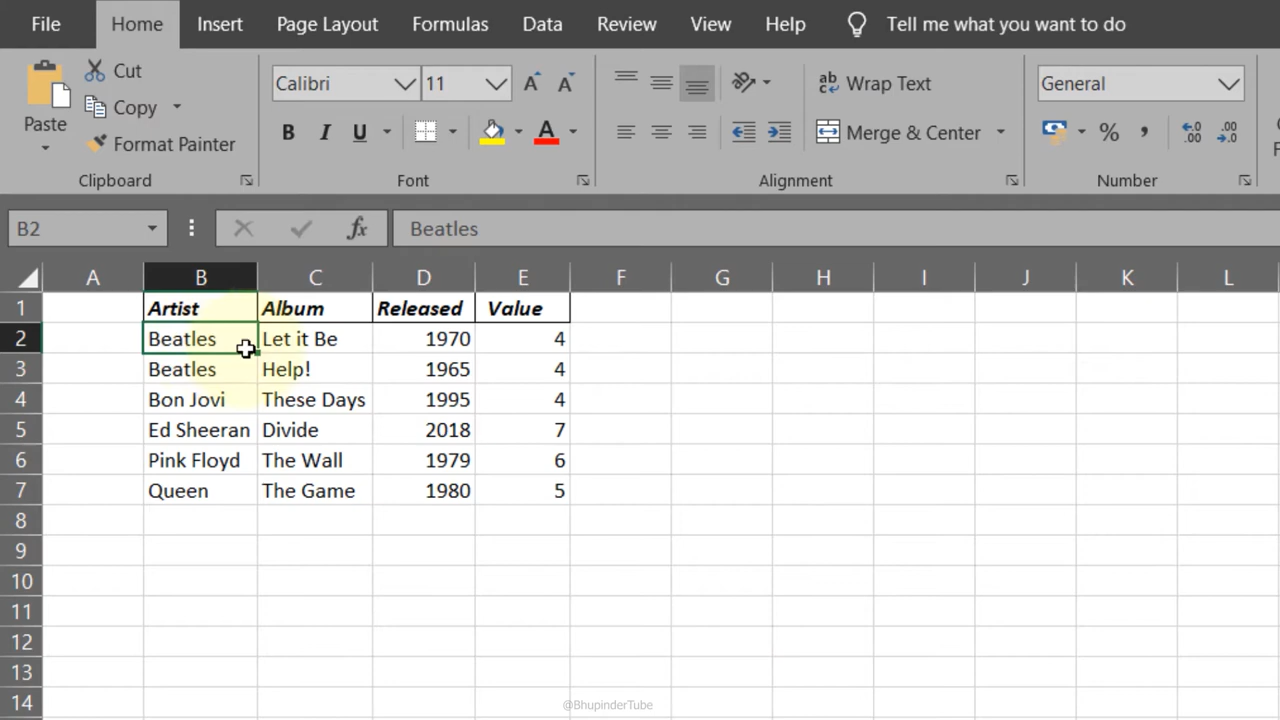 File Home Insert Page Layout Formulas Data Review View Help Tell me what you want to do
Paste
Cut
Copy
Format Painter
Clipboard
Calibri 11
B I U
Font
Wrap Text
Merge & Center
Alignment
General
Number
B2 fx Beatles
A B C D E F G H I J K L
1 Artist Album Released Value
2 Beatles Let it Be 1970 4
3 Beatles Help! 1965 4
4 Bon Jovi These Days 1995 4
5 Ed Sheeran Divide 2018 7
6 Pink Floyd The Wall 1979 6
7 Queen The Game 1980 5
8
9
10
11
12
13
14
@BhupinderTube